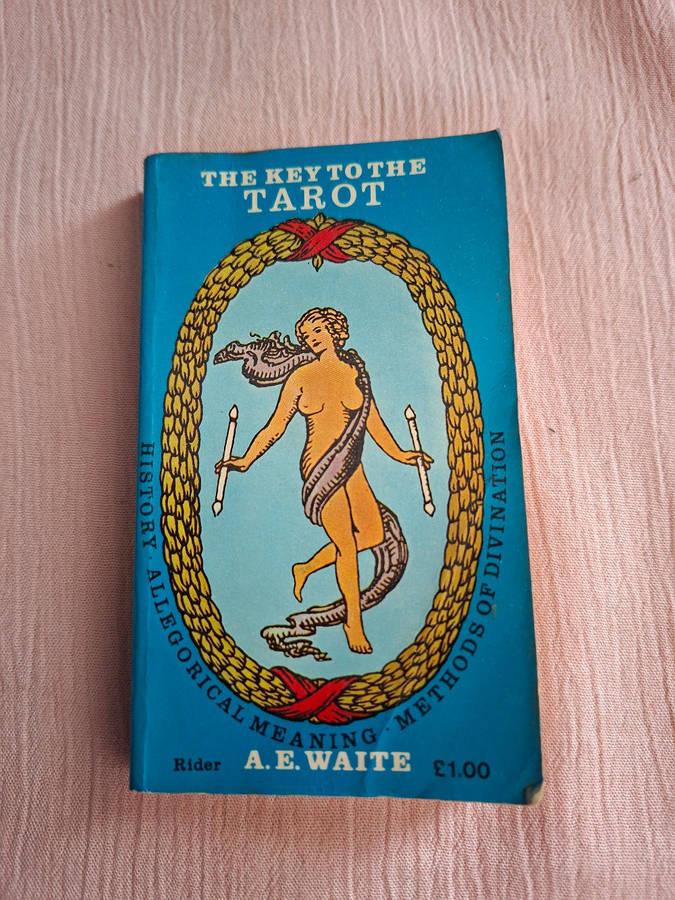 THE KEY TO THE
TAROT
HISTORY · ALLEGORICAL MEANING · METHODS OF DIVINATION
Rider
A.E. WAITE
£1.00